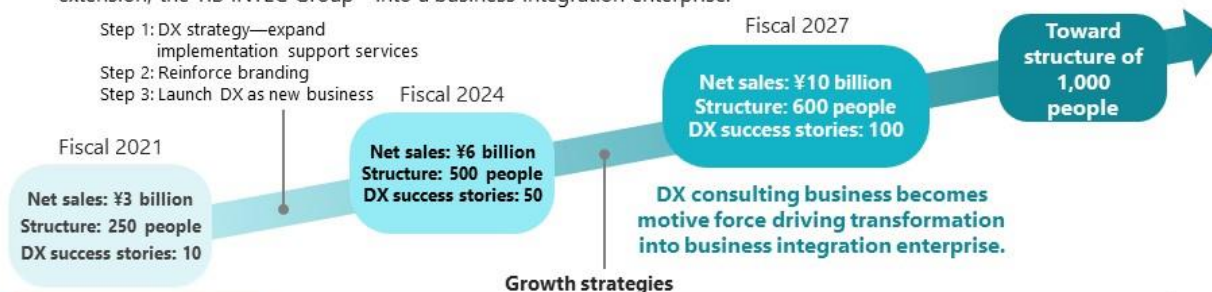 Step 1: DX strategy—expand
implementation support services
Step 2: Reinforce branding
Step 3: Launch DX as new business
Fiscal 2021
Net sales: ¥3 billion
Structure: 250 people
DX success stories: 10
Fiscal 2024
Net sales: ¥6 billion
Structure: 500 people
DX success stories: 50
Growth strategies
Fiscal 2027
Net sales: ¥10 billion
Structure: 600 people
DX success stories: 100
DX consulting business becomes
motive force driving transformation
into business integration enterprise.
Toward
structure of
1,000
people